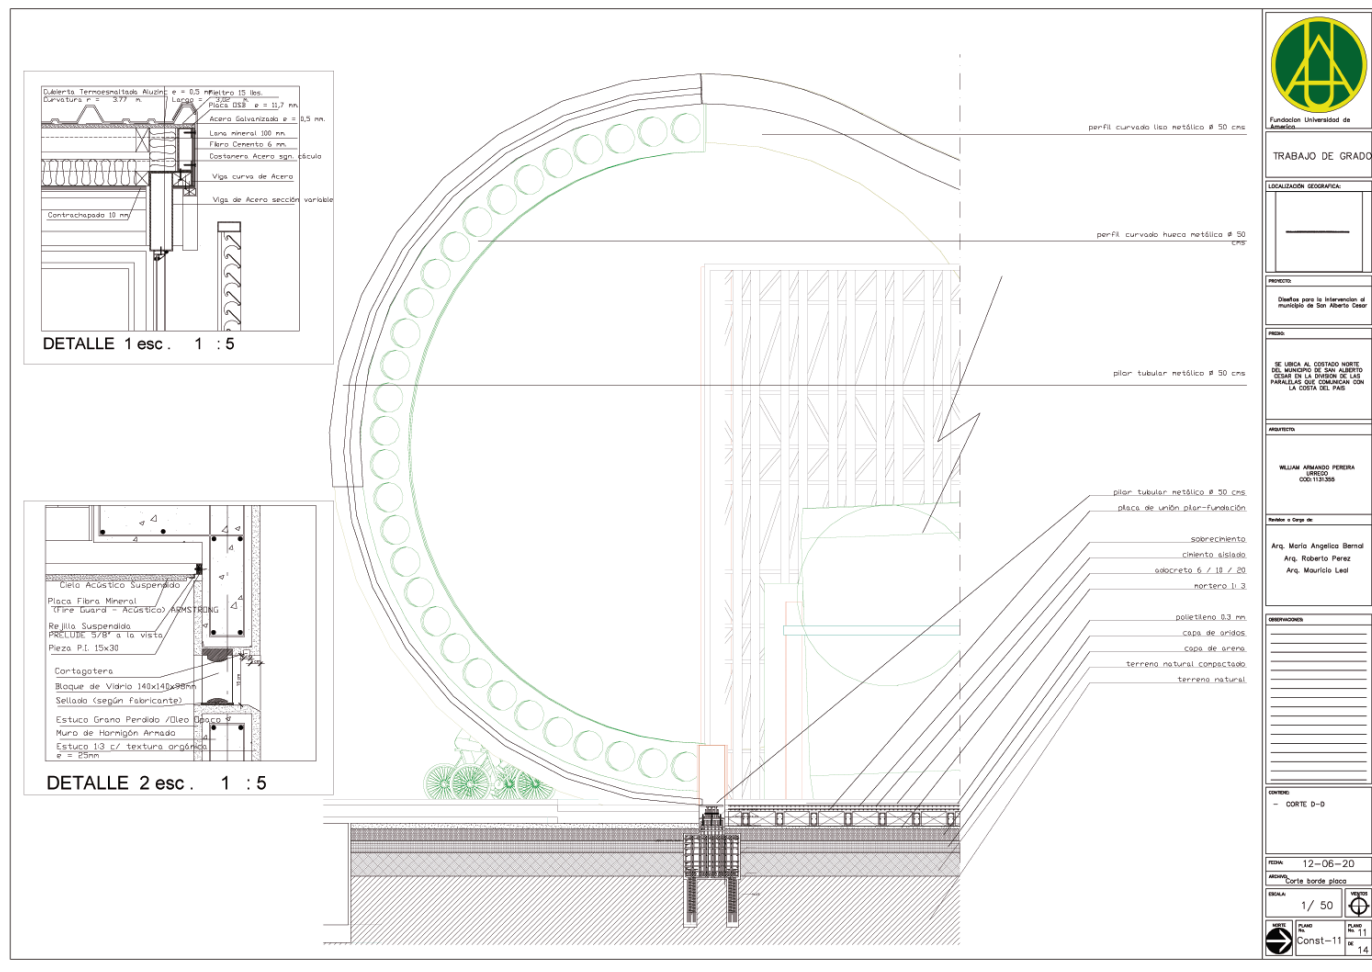 Cubierta Termoesmaltada Aluzinc e = 0,5 m
Curvatura r = 3.77 m. Largo = 3,02 m.
Fieltro 15 lbs.
Placa OSB e = 11,7 mm.
Acero Galvanizado e = 0,5 mm.
Lana mineral 100 mm.
Fibro Cemento 6 mm.
Costanera Acero sgn. cálculo
Viga curva de Acero
Viga de Acero sección variable
Contrachapado 10 mm
DETALLE 1 esc . 1 : 5
Cielo Acústico Suspendido
Placa Fibra Mineral
(Fire Guard - Acústico) ARMSTRONG
Rejilla Suspendida
PRELUDE 5/8" a la vista
Pieza P.I. 15x30
Cortagotera
Bloque de Vidrio 140x140x98mm
Sellado (según fabricante)
Estuco Grano Perdido /Oleo Opaco
Muro de Hormigón Armado
Estuco 1:3 c/ textura orgánica
e = 25mm
DETALLE 2 esc . 1 : 5
perfil curvado liso metálico ø 50 cms
perfil curvado hueco metálico ø 50
cms
pilar tubular metálico ø 50 cms
pilar tubular metálico ø 50 cms
placa de unión pilar-fundación
sobrecimiento
cimiento aislado
adocreto 6 / 10 / 20
mortero 1: 3
polietileno 0.3 mm
capa de aridos
capa de arena
terreno natural compactado
terreno natural
Fundacion Universidad de
America
TRABAJO DE GRADO
LOCALIZACIÓN GEOGRAFICA:
PROYECTO:
Diseños para la intervencion al
municipio de San Alberto Cesar
PREDIO:
SE UBICA AL COSTADO NORTE
DEL MUNICIPIO DE SAN ALBERTO
CESAR EN LA DIVISION DE LAS
PARALELAS QUE COMUNICAN CON
LA COSTA DEL PAIS
ARQUITECTO:
WILLIAM ARMANDO PEREIRA
URREGO
COD:1131355
Revision a Cargo de:
Arq. María Angelica Bernal
Arq. Roberto Perez
Arq. Mauricio Leal
OBSERVACIONES:
CONTIENE:
- CORTE D-D
FECHA: 12-06-20
ARCHIVO: Corte borde placa
ESCALA: 1/ 50
VIENTOS
NORTE
PLANO No. Const-11
PLANO No. 11
DE 14